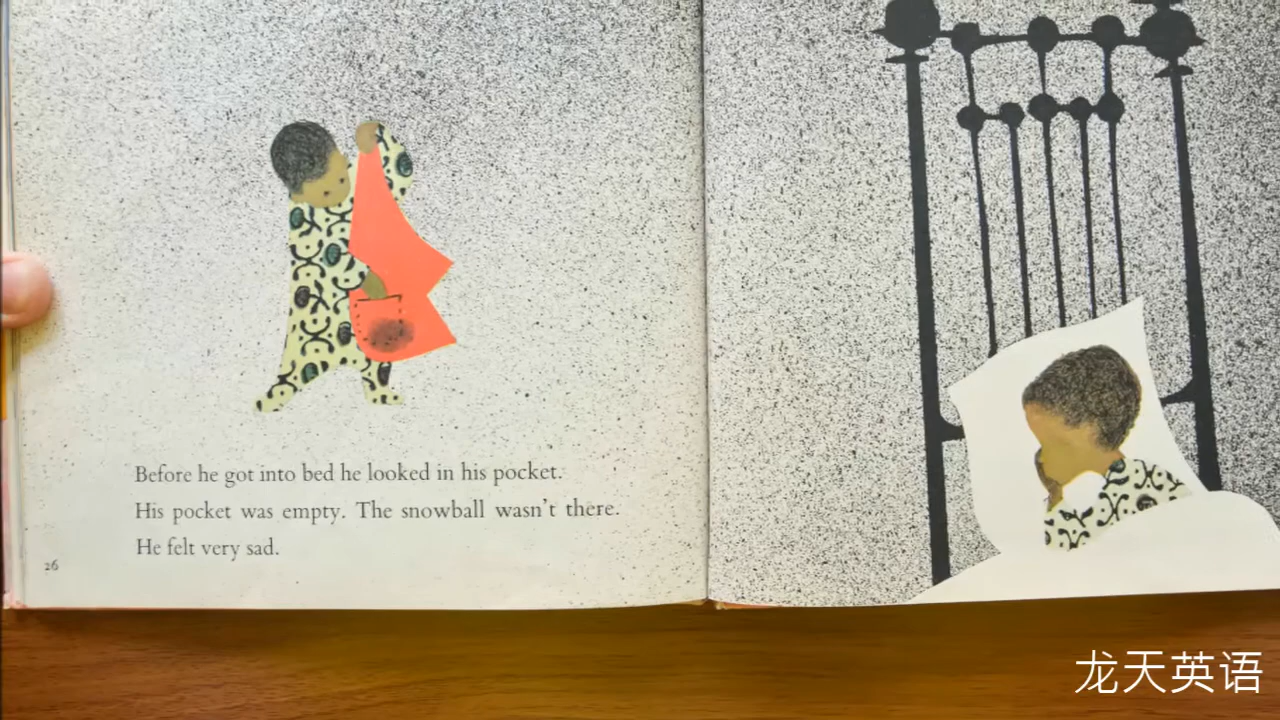 Before he got into bed he looked in his pocket.
His pocket was empty. The snowball wasn't there.
He felt very sad.
26
龙天英语